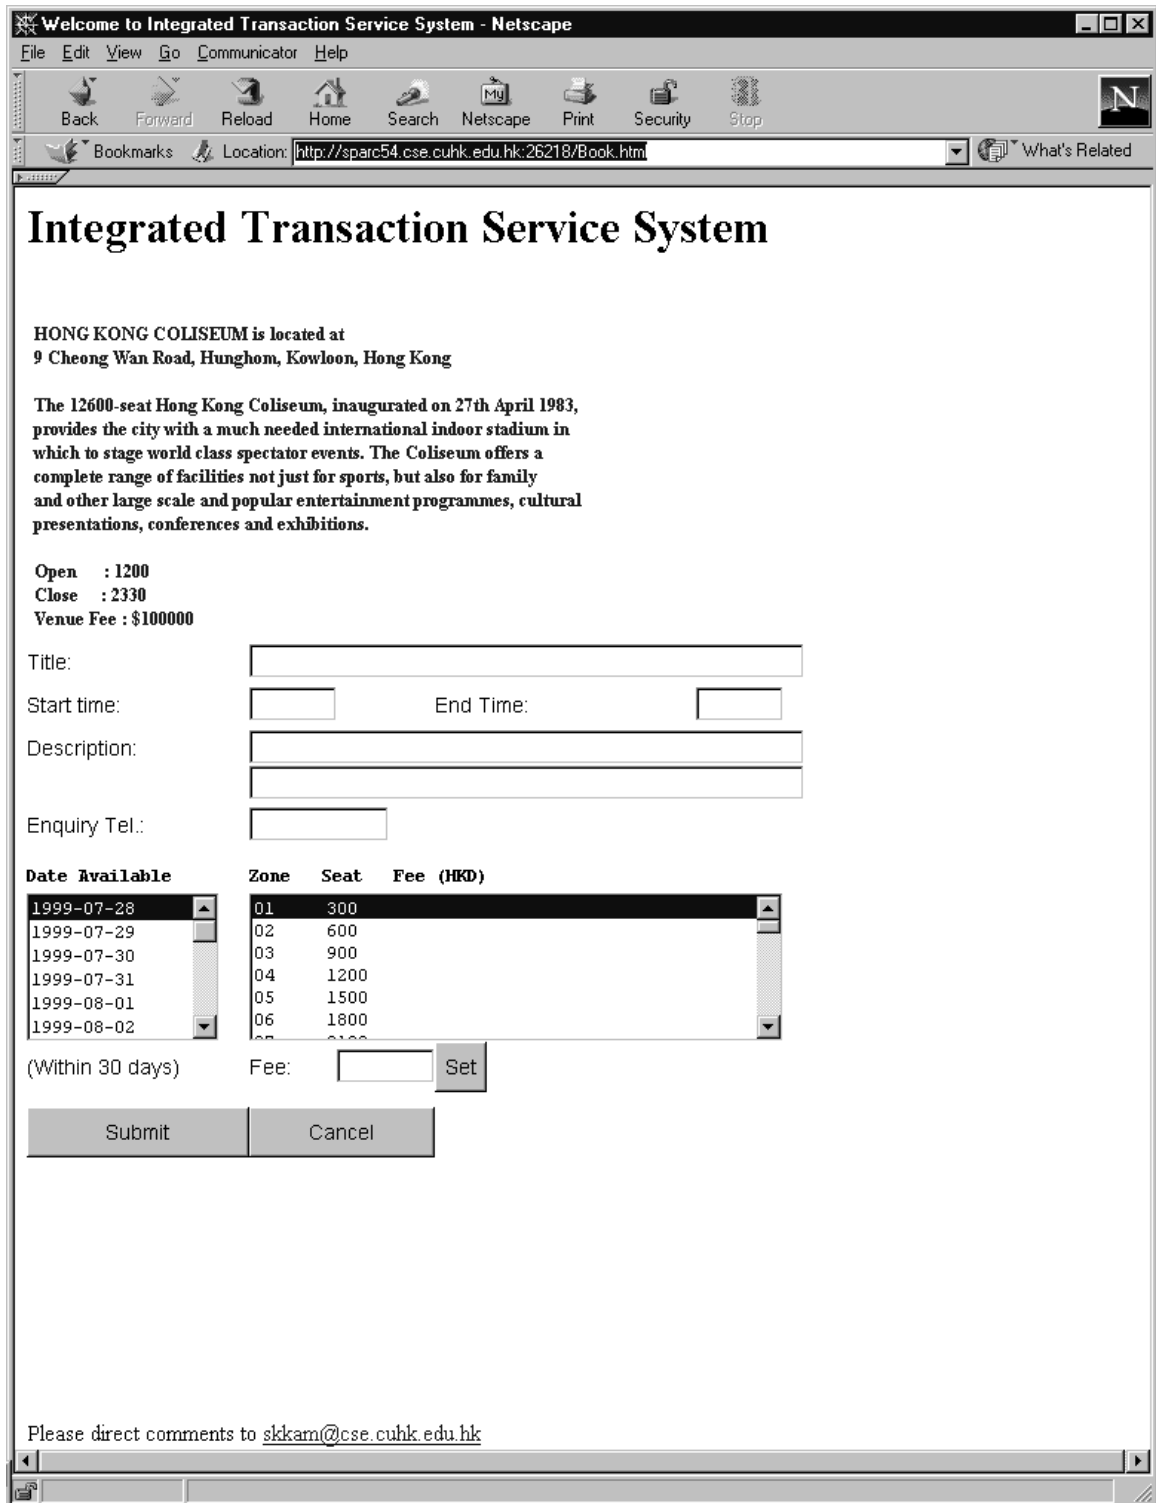 Welcome to Integrated Transaction Service System - Netscape
File Edit View Go Communicator Help
My
N
Back Forward Reload Home Search Netscape Print Security Stop
Bookmarks Location: http://sparc54.cse.cuhk.edu.hk:26218/Book.html What's Related
Integrated Transaction Service System
HONG KONG COLISEUM is located at
9 Cheong Wan Road, Hunghom, Kowloon, Hong Kong
The 12600-seat Hong Kong Coliseum, inaugurated on 27th April 1983,
provides the city with a much needed international indoor stadium in
which to stage world class spectator events. The Coliseum offers a
complete range of facilities not just for sports, but also for family
and other large scale and popular entertainment programmes, cultural
presentations, conferences and exhibitions.
Open : 1200
Close : 2330
Venue Fee : $100000
Title:
Start time: End Time:
Description:
Enquiry Tel.:
Date Available Zone Seat Fee (HKD)
1999-07-28 01 300
1999-07-29 02 600
1999-07-30 03 900
1999-07-31 04 1200
1999-08-01 05 1500
1999-08-02 06 1800
(Within 30 days) Fee: Set
Submit Cancel
Please direct comments to skkam@cse.cuhk.edu.hk